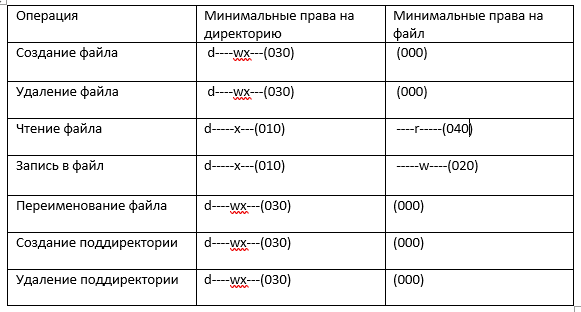 Операция Минимальные права на директорию Минимальные права на файл
Создание файла d----wx---(030) (000)
Удаление файла d----wx---(030) (000)
Чтение файла d-----x---(010) ----r-----(040)
Запись в файл d-----x---(010) -----w----(020)
Переименование файла d----wx---(030) (000)
Создание поддиректории d----wx---(030) (000)
Удаление поддиректории d----wx---(030) (000)